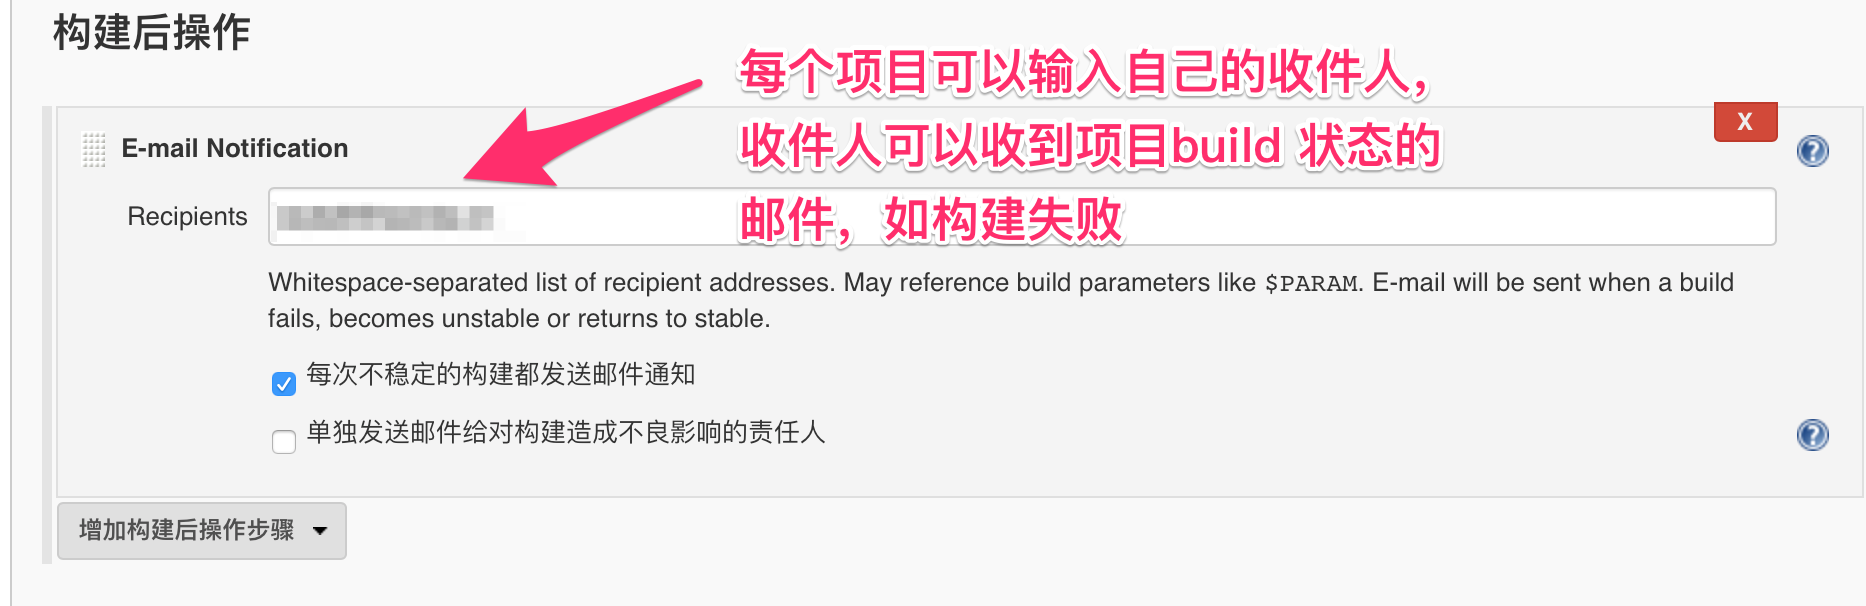 构建后操作
每个项目可以输入自己的收件人，
收件人可以收到项目build 状态的
邮件，如构建失败
X
E-mail Notification
Recipients
Whitespace-separated list of recipient addresses. May reference build parameters like $PARAM. E-mail will be sent when a build
fails, becomes unstable or returns to stable.
每次不稳定的构建都发送邮件通知
单独发送邮件给对构建造成不良影响的责任人
增加构建后操作步骤